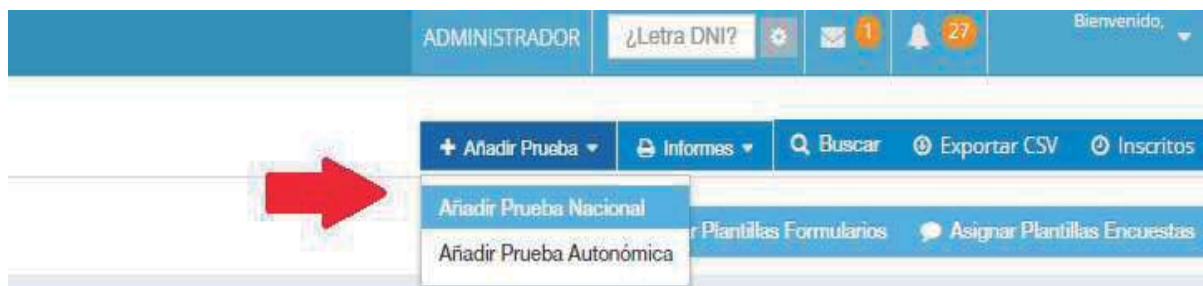 ADMINISTRADOR ¿Letra DNI? 1 27 Bienvenido,
Añadir Prueba Informes Buscar Exportar CSV Inscritos
Añadir Prueba Nacional
r Plantillas Formularios Asignar Plantillas Encuestas
Añadir Prueba Autonómica